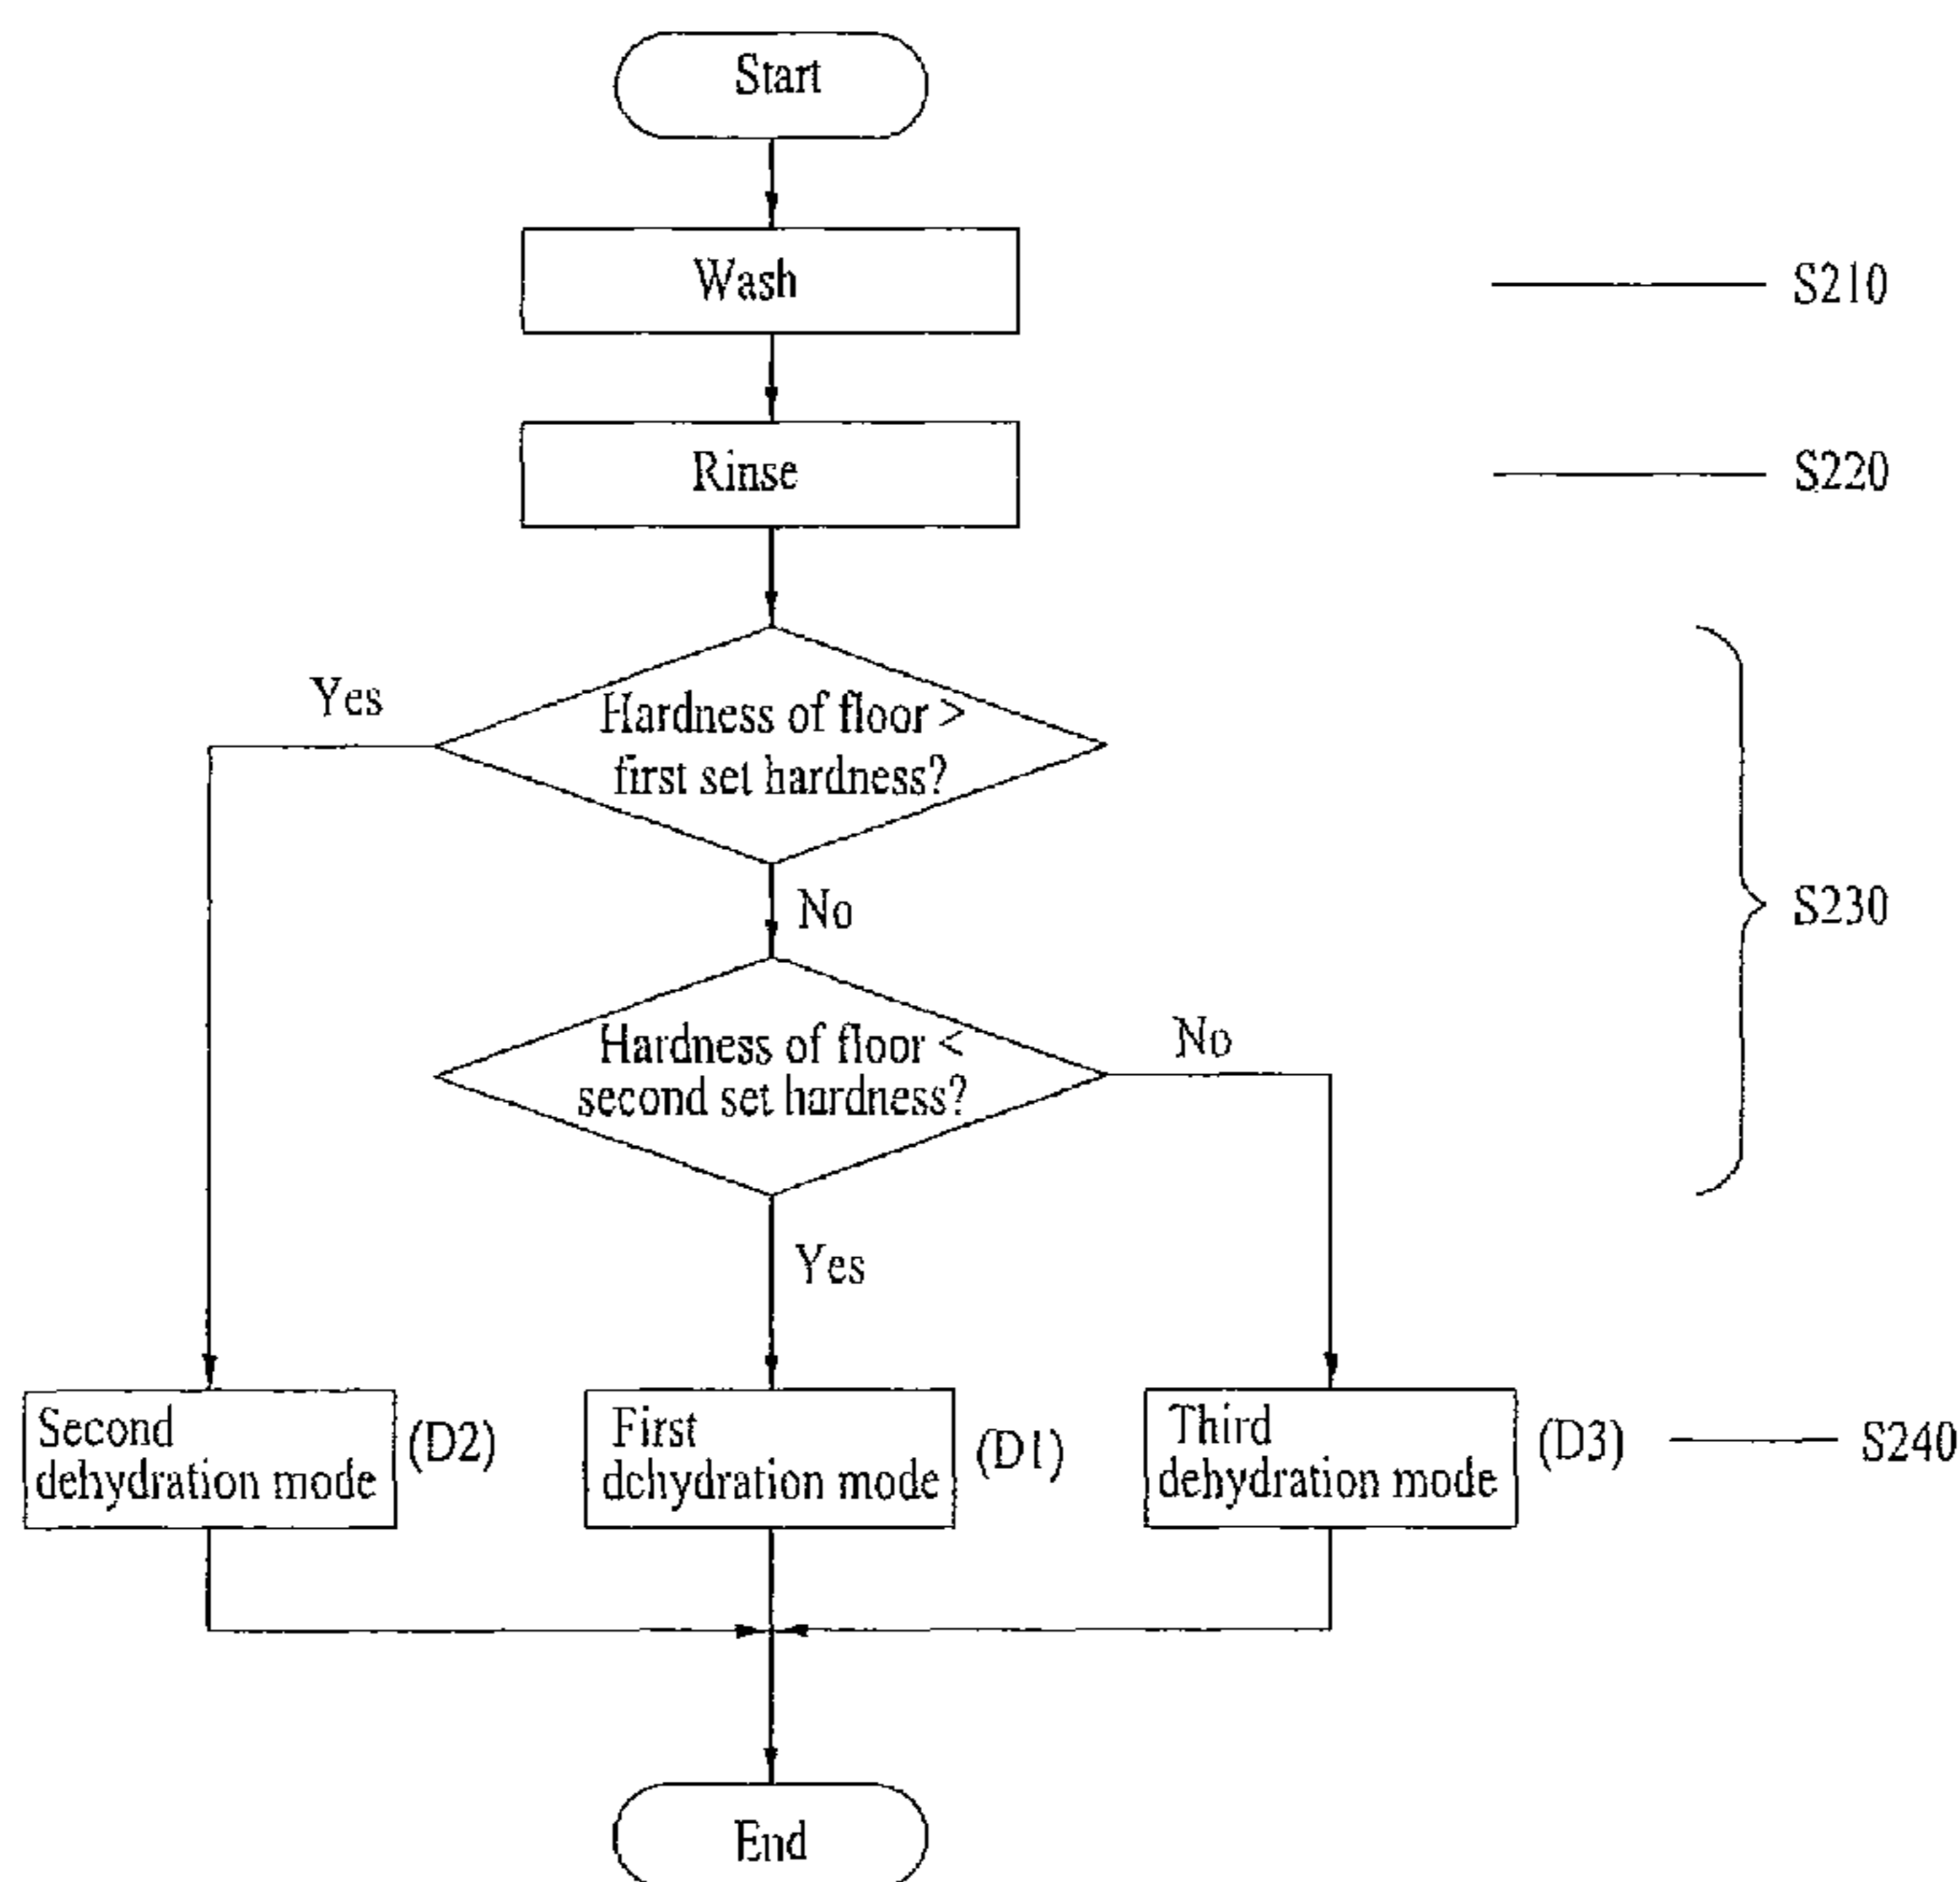 Start
Wash
S210
Rinse
S220
Yes
Hardness of floor >
first set hardness?
No
S230
Hardness of floor <
second set hardness?
No
Yes
Second
dehydration mode
(D2)
First
dehydration mode
(D1)
Third
dehydration mode
(D3)
S240
End